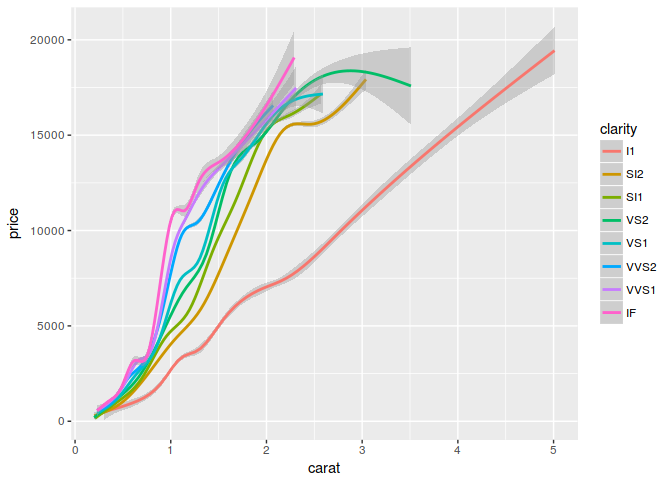 20000
15000
10000
5000
0
price
0
1
2
3
4
5
carat
clarity
I1
SI2
SI1
VS2
VS1
VVS2
VVS1
IF